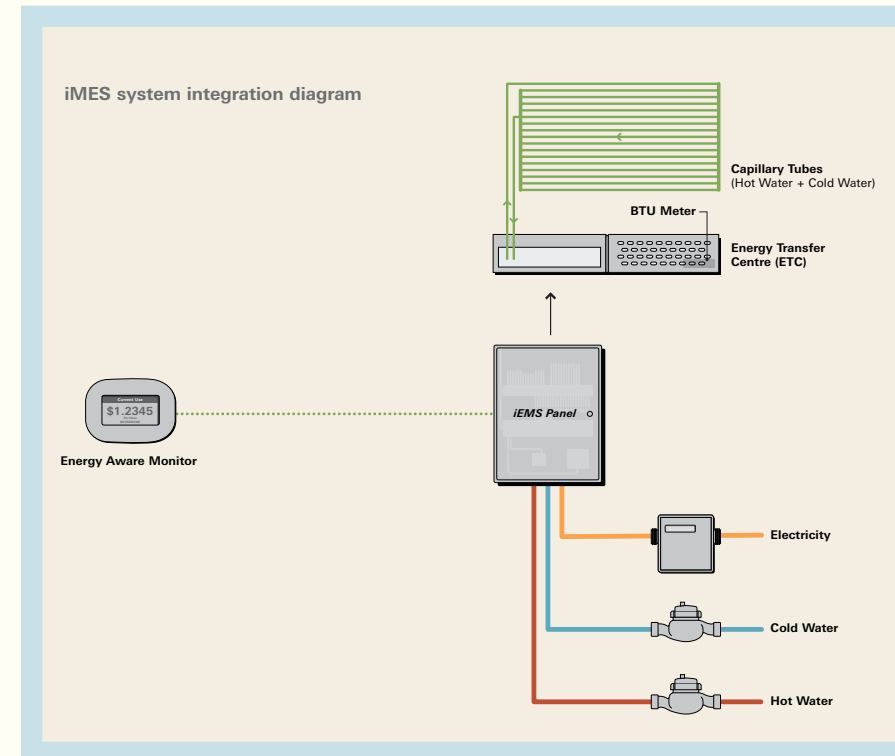 iMES system integration diagram
Capillary Tubes
(Hot Water + Cold Water)
BTU Meter
Energy Transfer
Centre (ETC)
iEMS Panel
Current Use
$1.2345
Energy Aware Monitor
Electricity
Cold Water
Hot Water